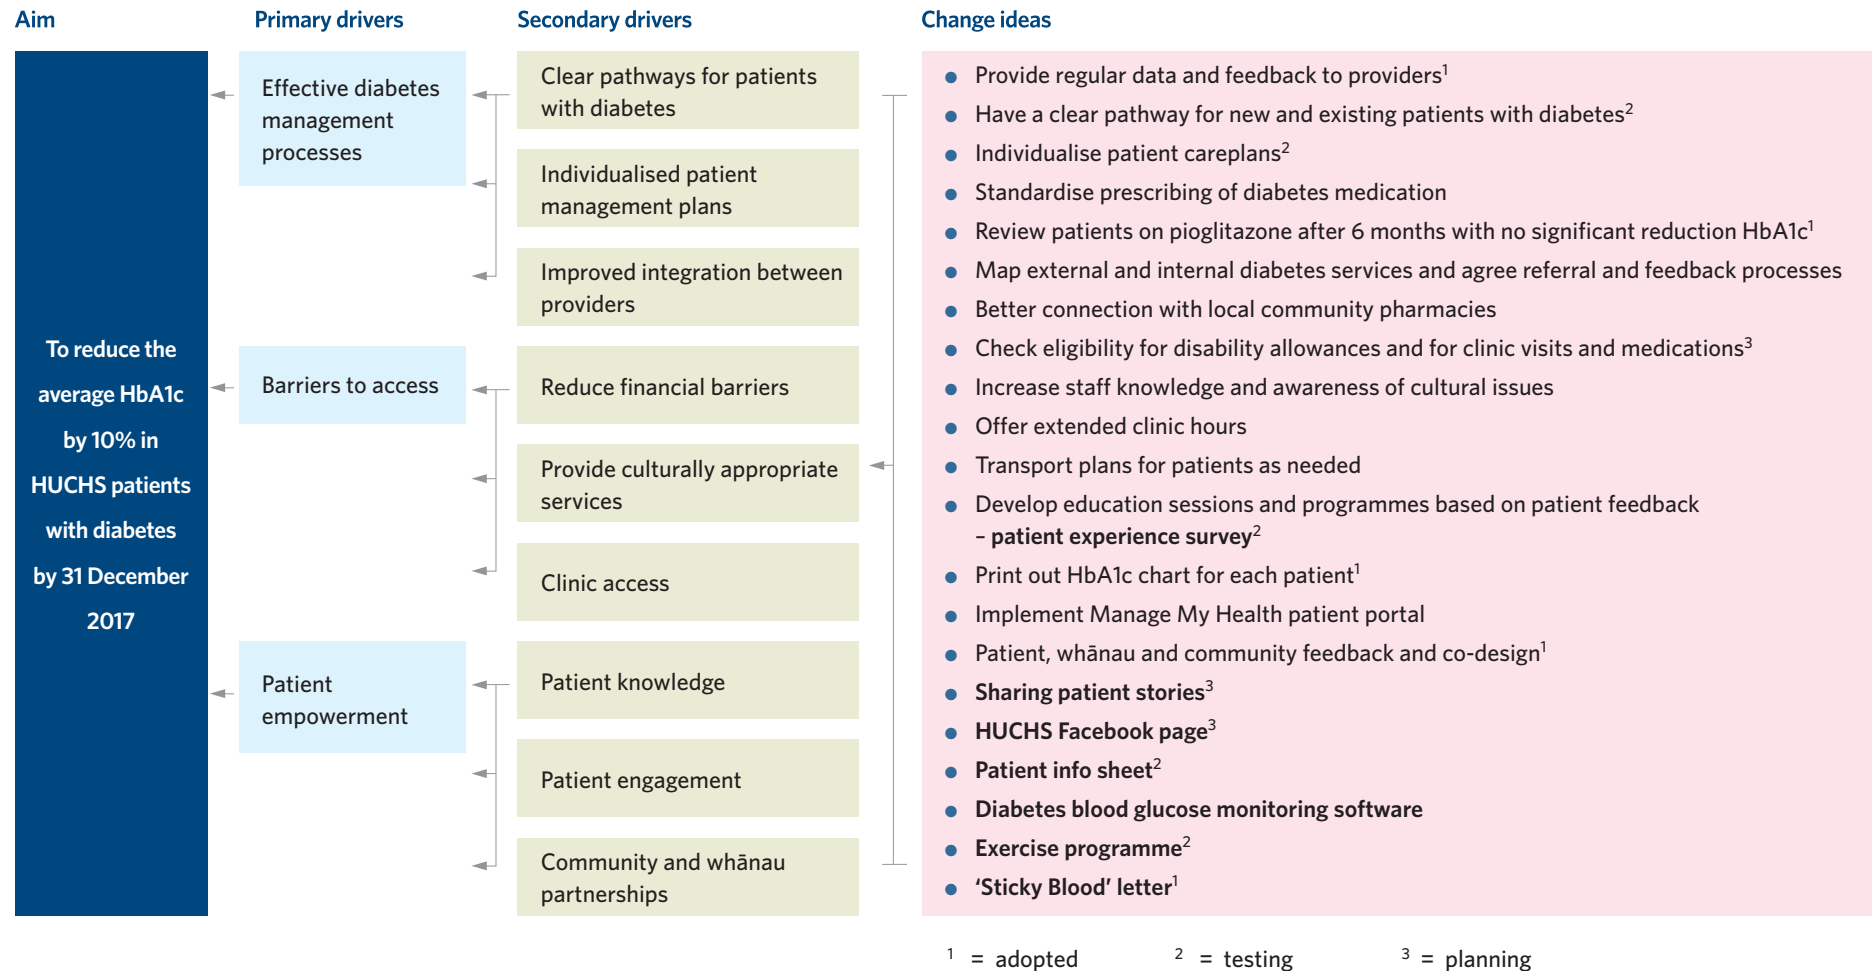 Aim
Primary drivers
Secondary drivers
Change ideas
To reduce the
average HbA1c
by 10% in
HUCHS patients
with diabetes
by 31 December
2017
Effective diabetes
management
processes
Barriers to access
Patient
empowerment
Clear pathways for patients
with diabetes
Individualised patient
management plans
Improved integration between
providers
Reduce financial barriers
Provide culturally appropriate
services
Clinic access
Patient knowledge
Patient engagement
Community and whānau
partnerships
● Provide regular data and feedback to providers¹
● Have a clear pathway for new and existing patients with diabetes²
● Individualise patient careplans²
● Standardise prescribing of diabetes medication
● Review patients on pioglitazone after 6 months with no significant reduction HbA1c¹
● Map external and internal diabetes services and agree referral and feedback processes
● Better connection with local community pharmacies
● Check eligibility for disability allowances and for clinic visits and medications³
● Increase staff knowledge and awareness of cultural issues
● Offer extended clinic hours
● Transport plans for patients as needed
● Develop education sessions and programmes based on patient feedback
– patient experience survey²
● Print out HbA1c chart for each patient¹
● Implement Manage My Health patient portal
● Patient, whānau and community feedback and co-design¹
● Sharing patient stories³
● HUCHS Facebook page³
● Patient info sheet²
● Diabetes blood glucose monitoring software
● Exercise programme²
● ‘Sticky Blood’ letter¹
¹ = adopted ² = testing ³ = planning